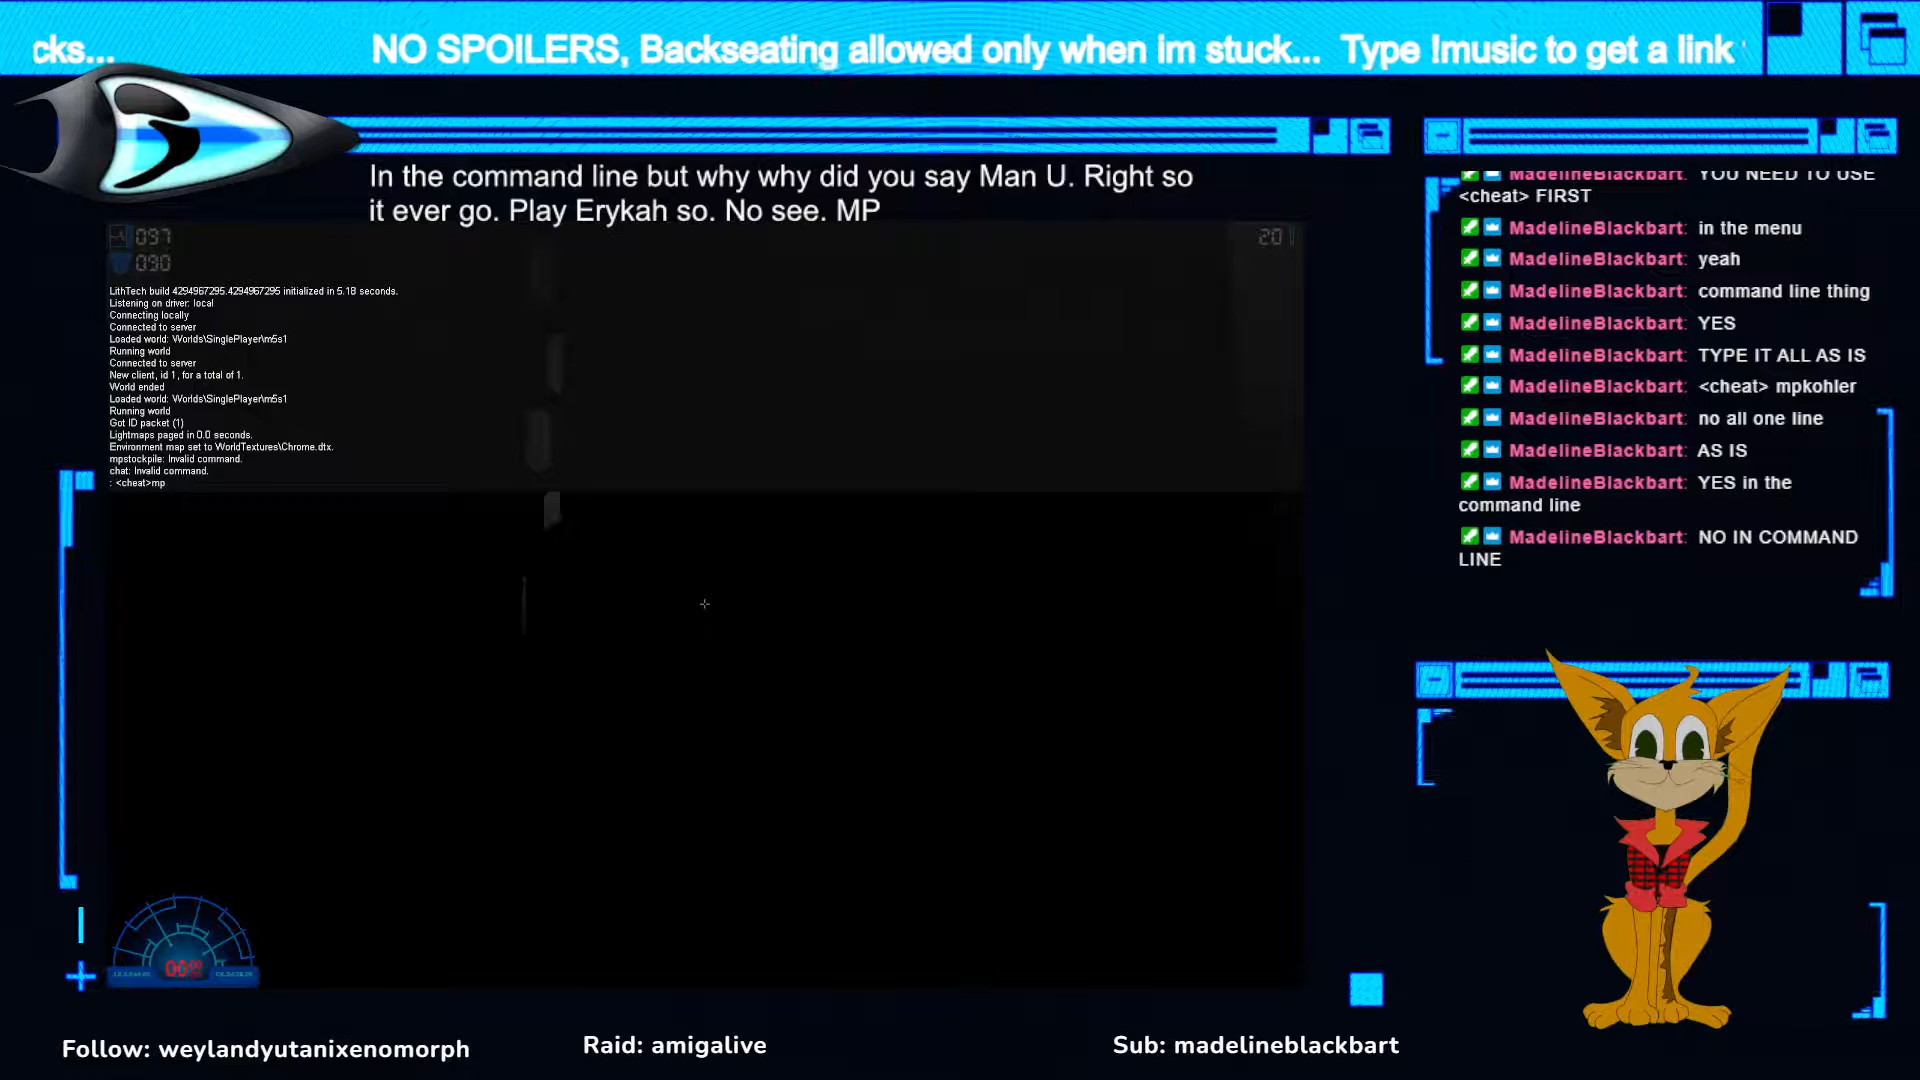 cks...
NO SPOILERS, Backseating allowed only when im stuck...
Type !music to get a link
In the command line but why why did you say Man U. Right so
it ever go. Play Erykah so. No see. MP
097
090
201
LithTech build 4294967295.4294967295 initialized in 5.18 seconds.
Listening on driver: local
Connecting locally
Connected to server
Loaded world: Worlds\SinglePlayer\m5s1
Running world
Connected to server
New client, id 1, for a total of 1.
World ended
Loaded world: Worlds\SinglePlayer\m5s1
Running world
Got ID packet (1)
Lightmaps paged in 0.0 seconds.
Environment map set to WorldTextures\Chrome.dtx.
mpstockpile: Invalid command.
chat: Invalid command.
: <cheat>mp
MadelineBlackbart: YOU NEED TO USE
<cheat> FIRST
MadelineBlackbart: in the menu
MadelineBlackbart: yeah
MadelineBlackbart: command line thing
MadelineBlackbart: YES
MadelineBlackbart: TYPE IT ALL AS IS
MadelineBlackbart: <cheat> mpkohler
MadelineBlackbart: no all one line
MadelineBlackbart: AS IS
MadelineBlackbart: YES in the
command line
MadelineBlackbart: NO IN COMMAND
LINE
00
Follow: weylandyutanixenomorph
Raid: amigalive
Sub: madelineblackbart